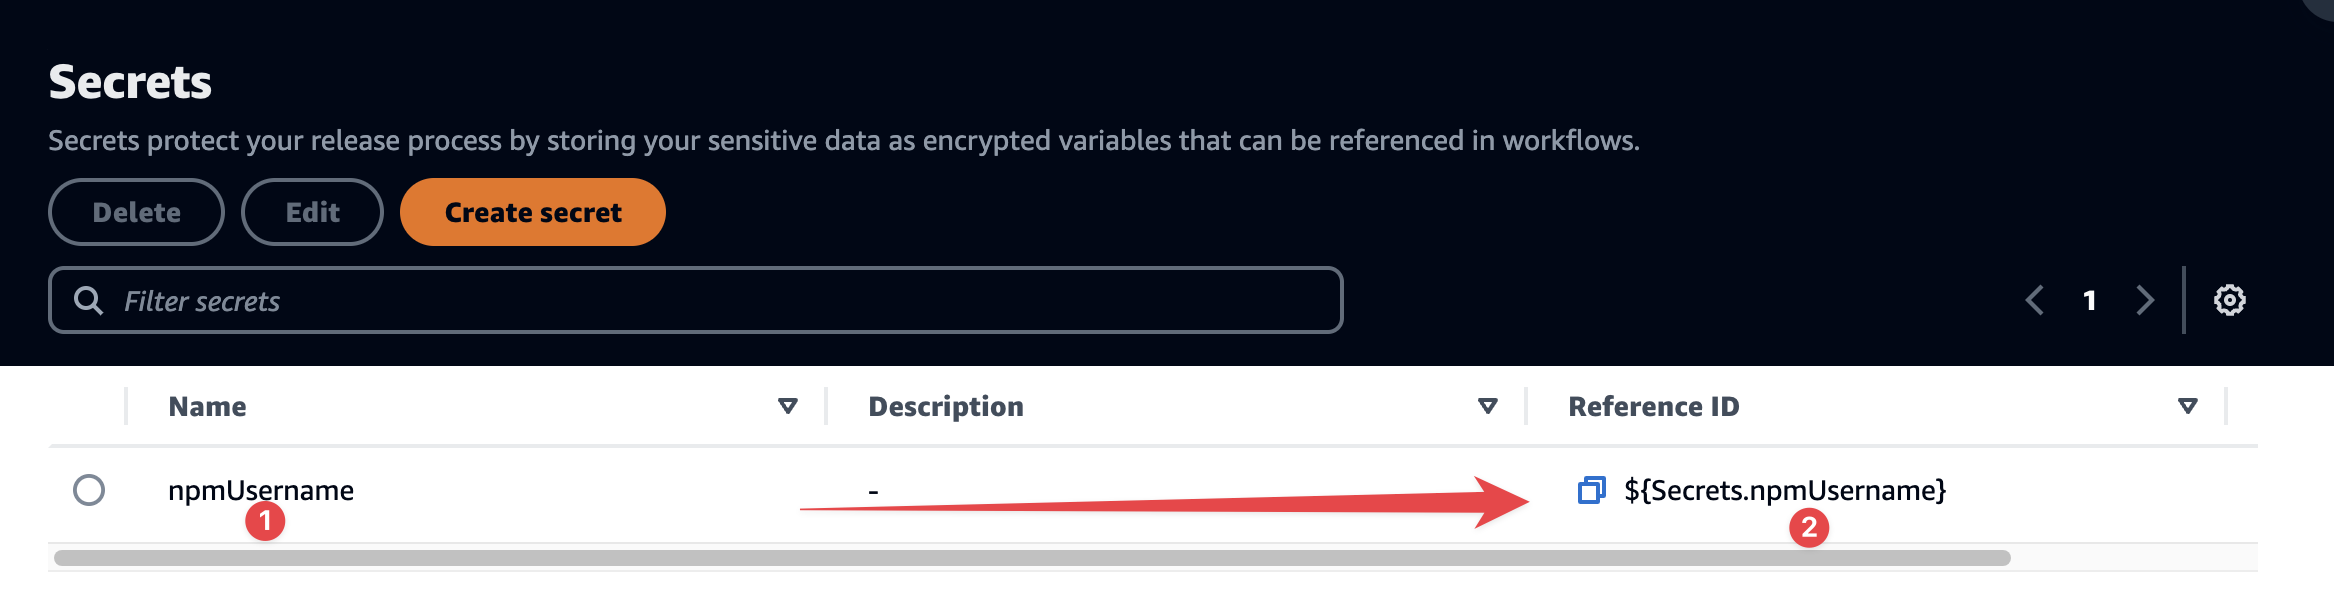 Secrets
Secrets protect your release process by storing your sensitive data as encrypted variables that can be referenced in workflows.
Delete Edit Create secret
Filter secrets 1
Name Description Reference ID
npmUsername - ${Secrets.npmUsername}
1 2